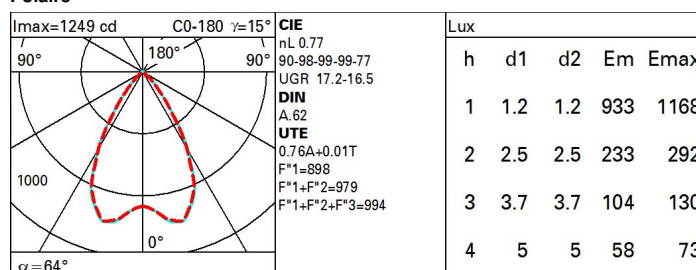 Imax=1249 cd C0-180 γ=15°
90° 180° 90°
1000
0°
α=64°
CIE
nL 0.77
90-98-99-99-77
UGR 17.2-16.5
DIN
A.62
UTE
0.76A+0.01T
F"1=898
F"1+F"2=979
F"1+F"2+F"3=994
Lux
h d1 d2 Em Emax
1 1.2 1.2 933 1168
2 2.5 2.5 233 292
3 3.7 3.7 104 130
4 5 5 58 73